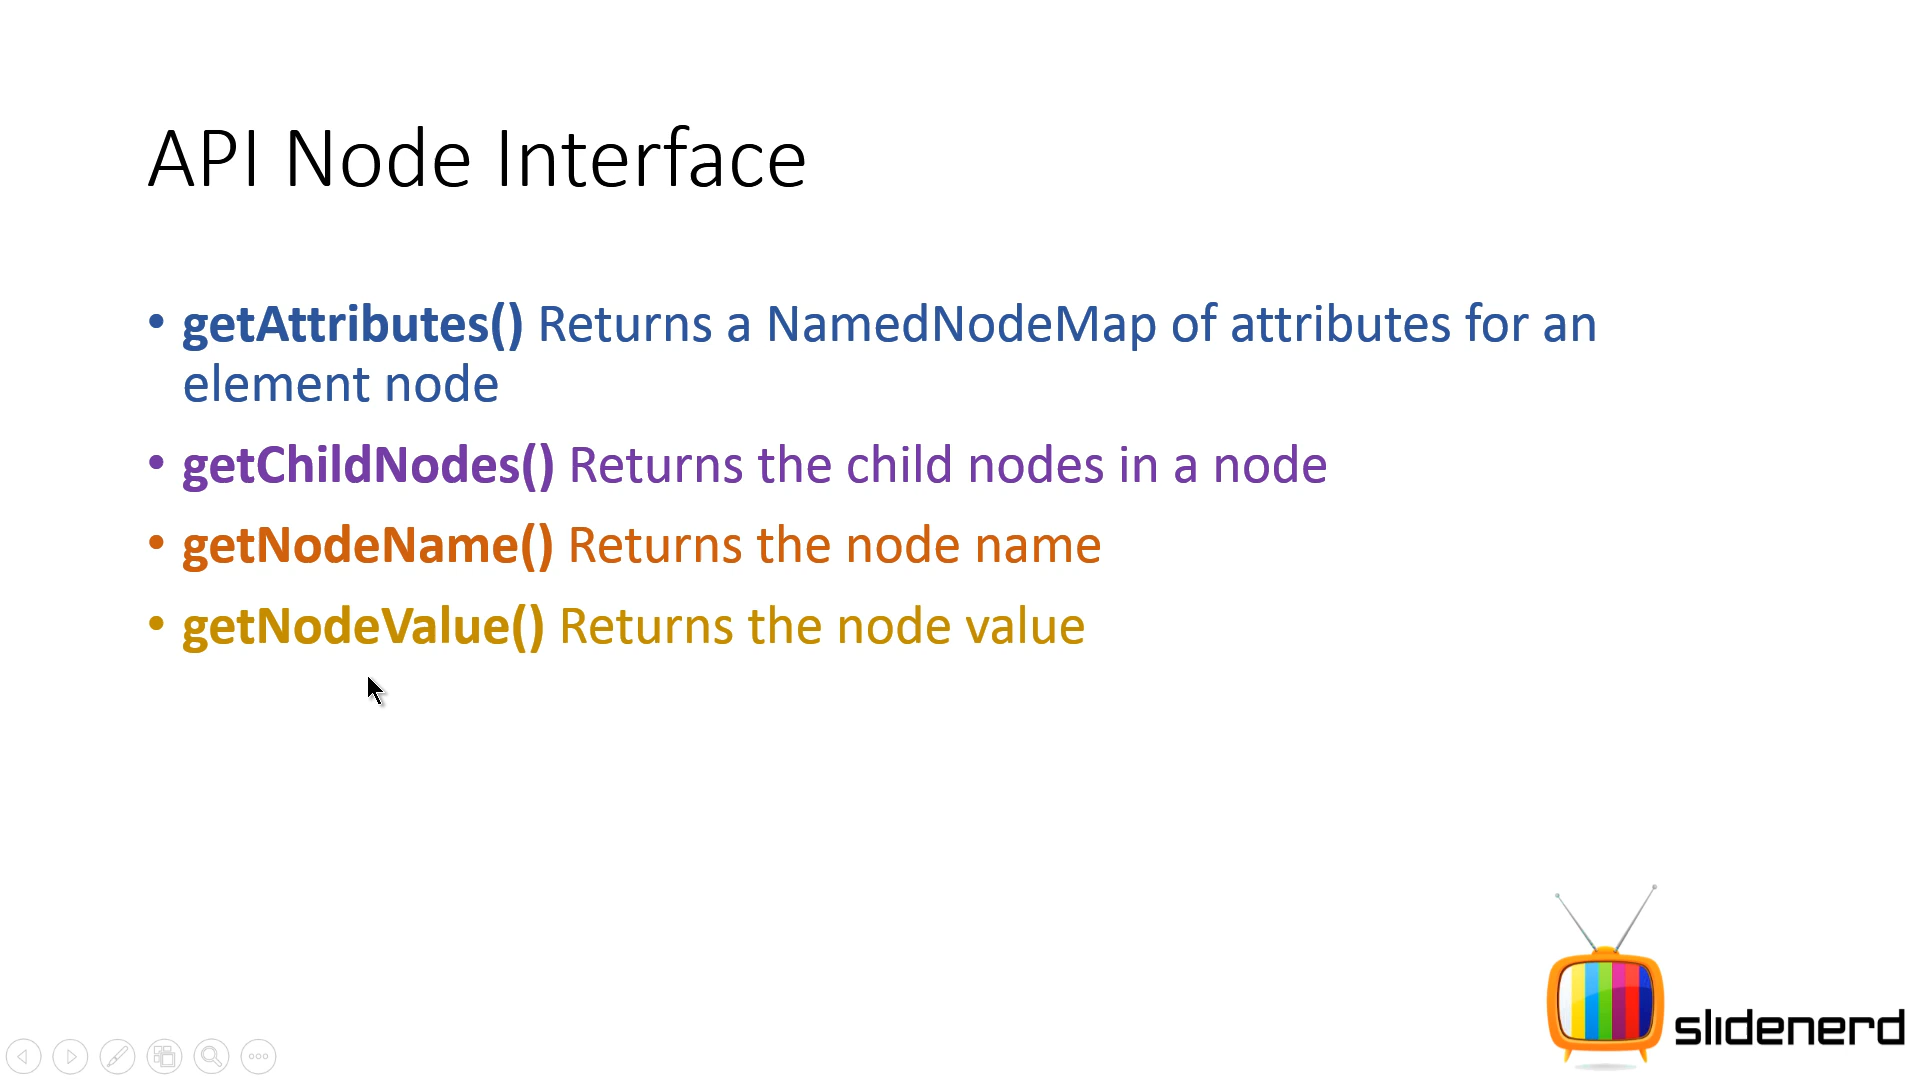 API Node Interface
• getAttributes() Returns a NamedNodeMap of attributes for an
element node
• getChildNodes() Returns the child nodes in a node
• getNodeName() Returns the node name
• getNodeValue() Returns the node value
slidenerd